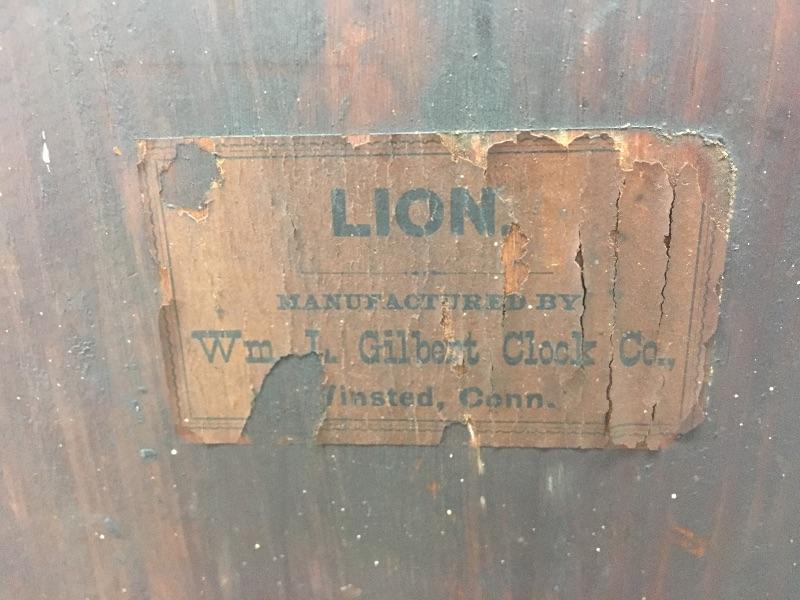 LION.
MANUFACTURED BY
Wm. L. Gilbert Clock Co.,
Winsted, Conn.